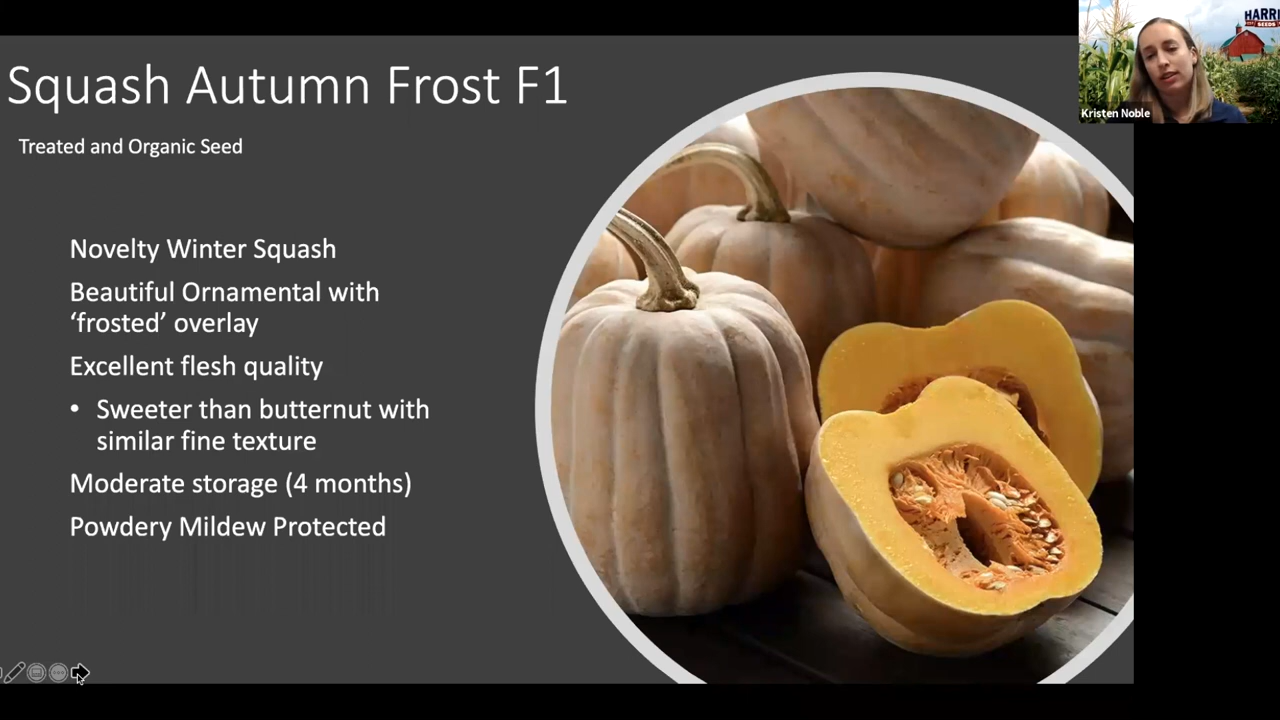 Squash Autumn Frost F1
Treated and Organic Seed
Novelty Winter Squash
Beautiful Ornamental with
‘frosted’ overlay
Excellent flesh quality
• Sweeter than butternut with
similar fine texture
Moderate storage (4 months)
Powdery Mildew Protected
SEEDS
Kristen Noble